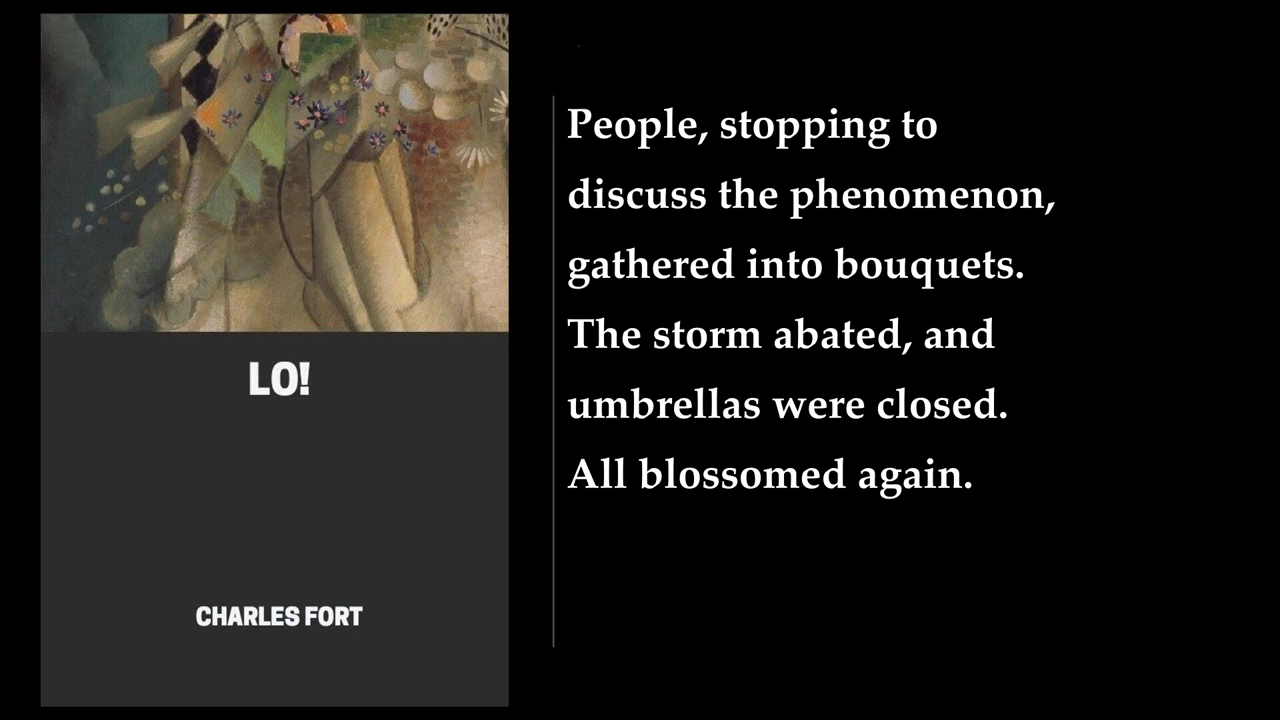 LO!
CHARLES FORT
People, stopping to
discuss the phenomenon,
gathered into bouquets.
The storm abated, and
umbrellas were closed.
All blossomed again.